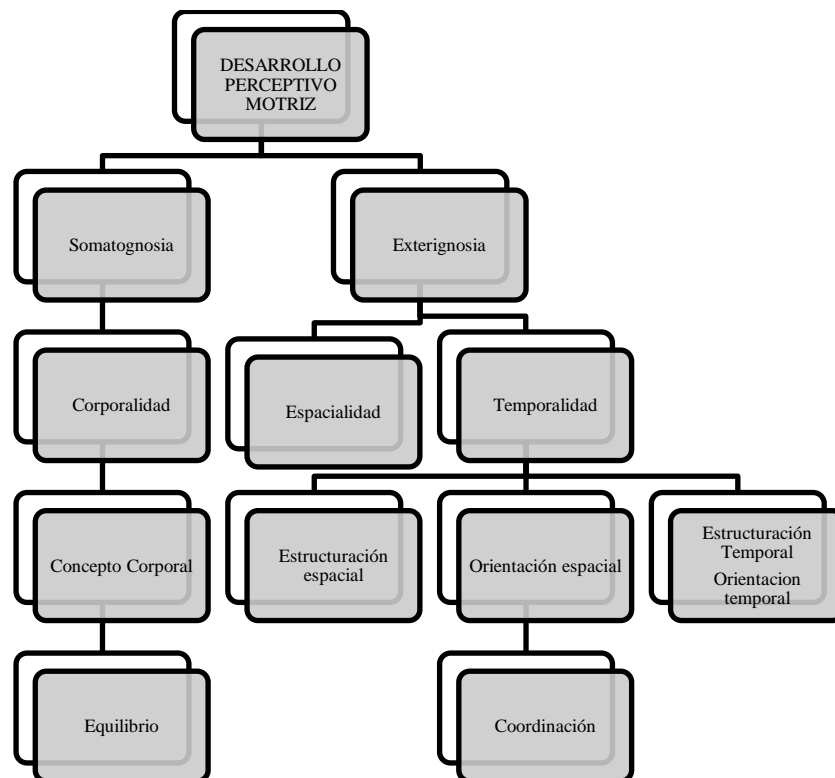 DESARROLLO
PERCEPTIVO
MOTRIZ
Somatognosia
Exterignosia
Corporalidad
Espacialidad
Temporalidad
Concepto Corporal
Estructuración
espacial
Orientación espacial
Estructuración
Temporal
Orientacion
temporal
Equilibrio
Coordinación